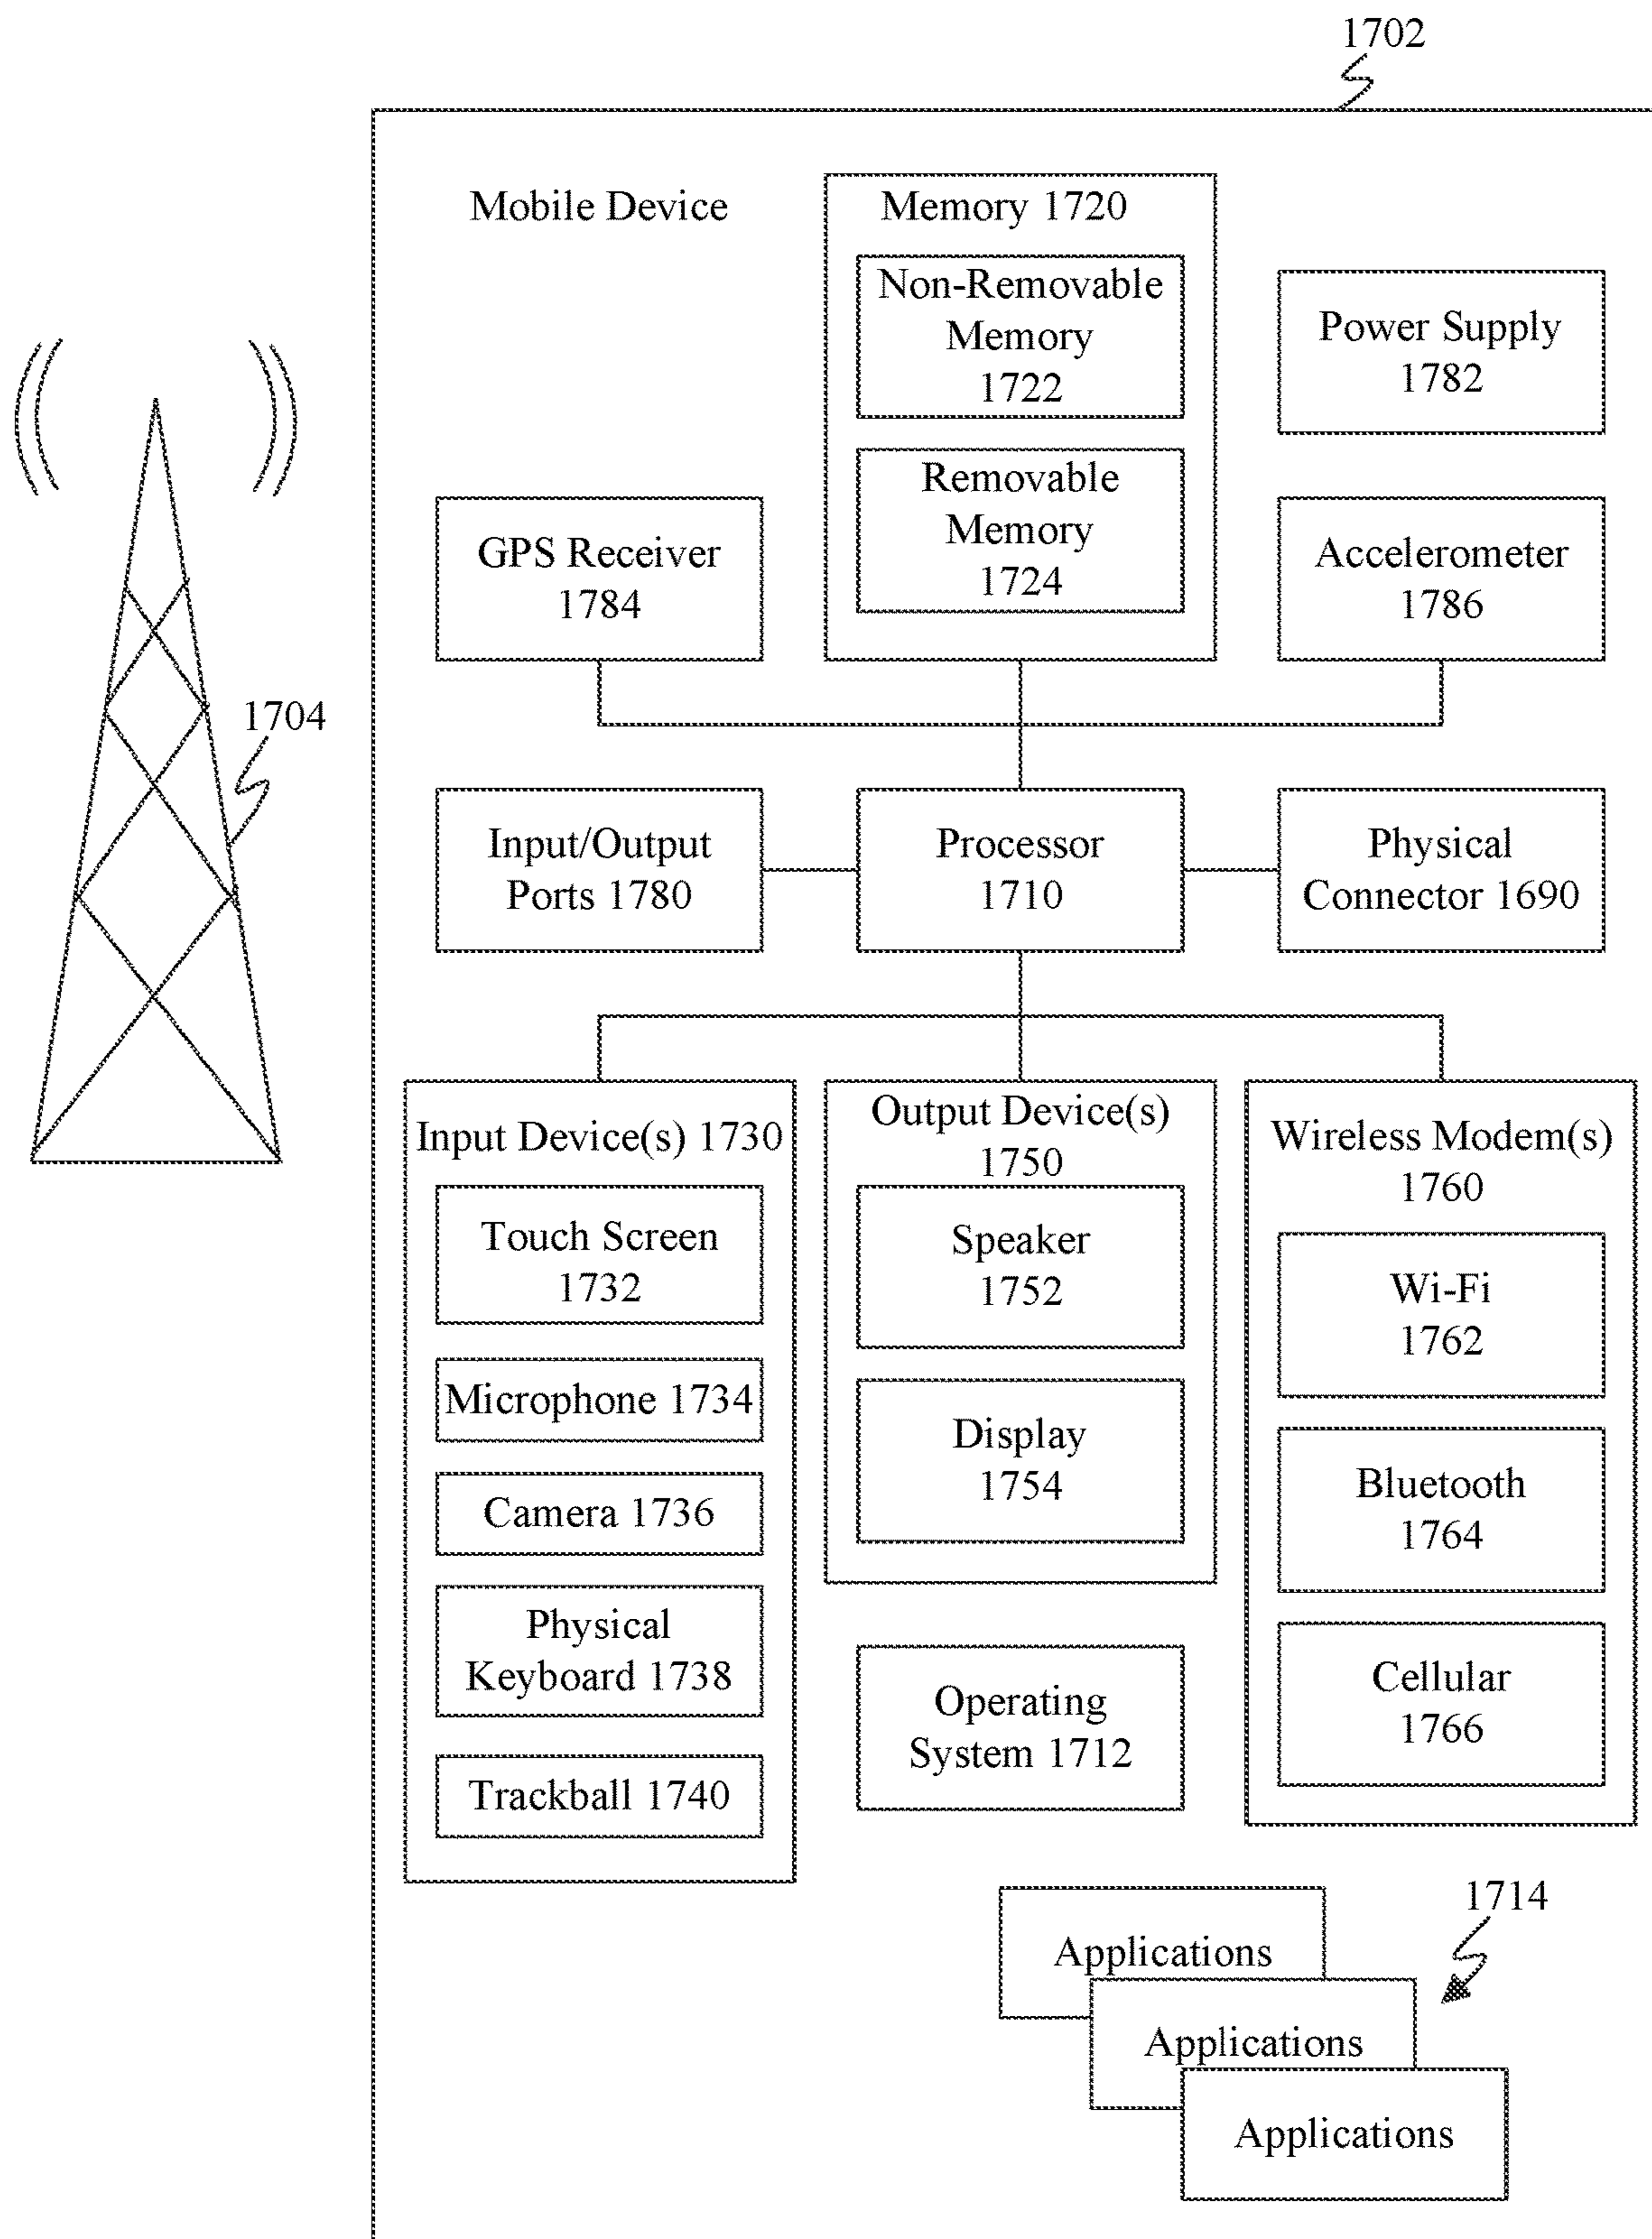 1702
Mobile Device
Memory 1720
Non-Removable
Memory
1722
Removable
Memory
1724
Power Supply
1782
GPS Receiver
1784
Accelerometer
1786
1704
Input/Output
Ports 1780
Processor
1710
Physical
Connector 1690
Input Device(s) 1730
Touch Screen
1732
Microphone 1734
Camera 1736
Physical
Keyboard 1738
Trackball 1740
Output Device(s)
1750
Speaker
1752
Display
1754
Operating
System 1712
Wireless Modem(s)
1760
Wi-Fi
1762
Bluetooth
1764
Cellular
1766
1714
Applications
Applications
Applications